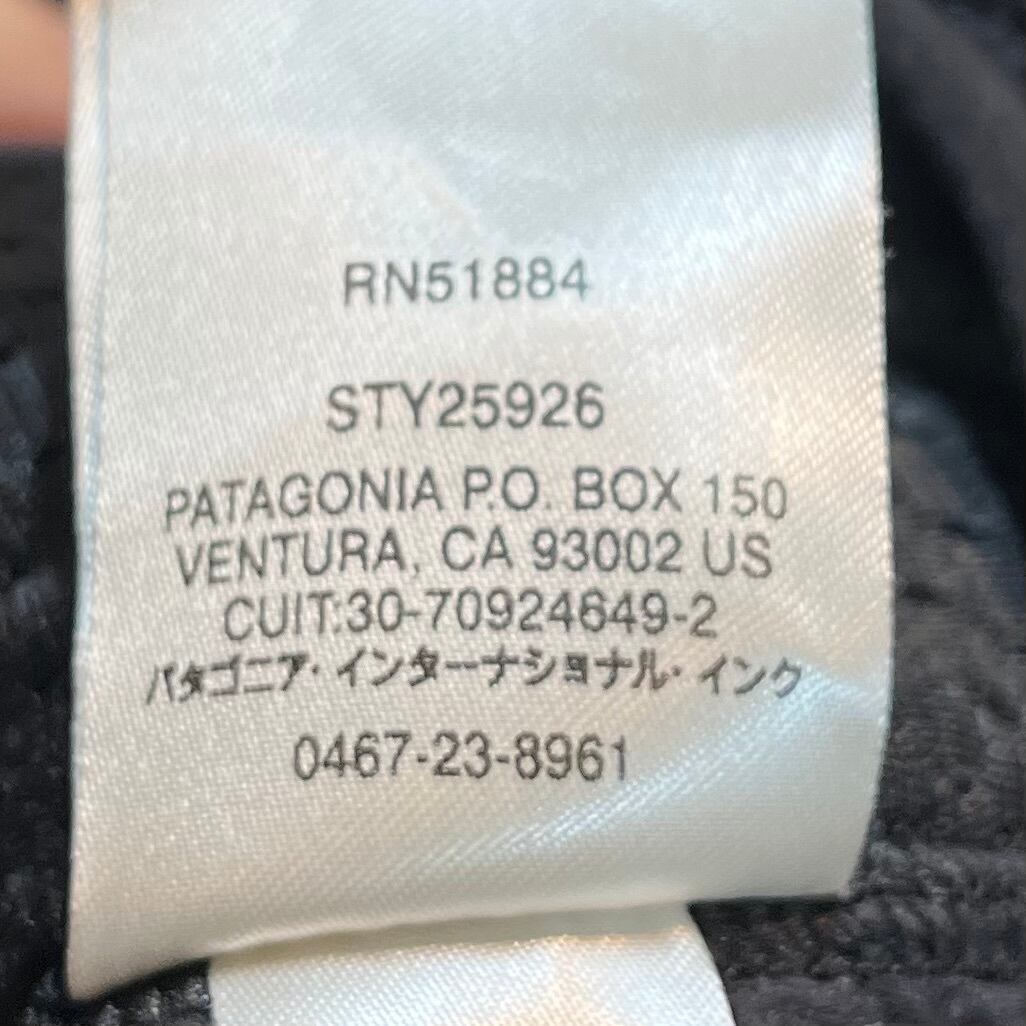 RN51884
STY25926
PATAGONIA P.O. BOX 150
VENTURA, CA 93002 US
CUIT:30-70924649-2
パタゴニア・インターナショナル・インク
0467-23-8961